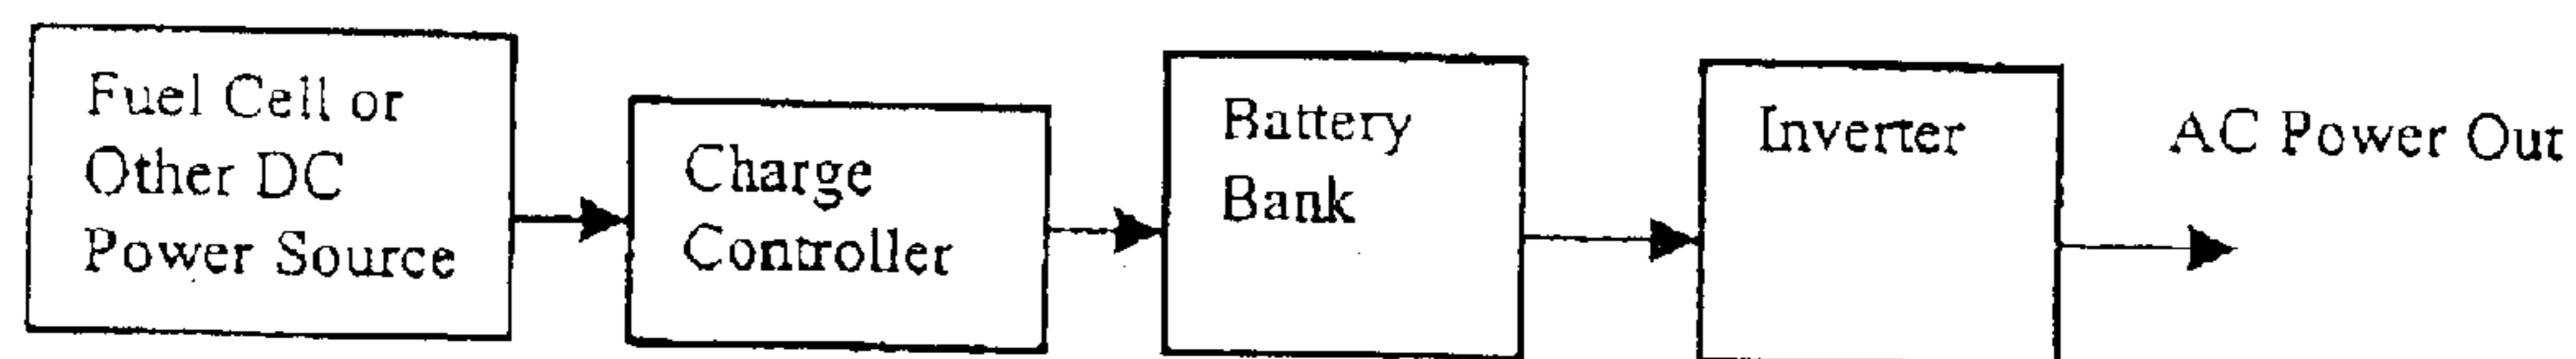 Fuel Cell or
Other DC
Power Source
Charge
Controller
Battery
Bank
Inverter
AC Power Out